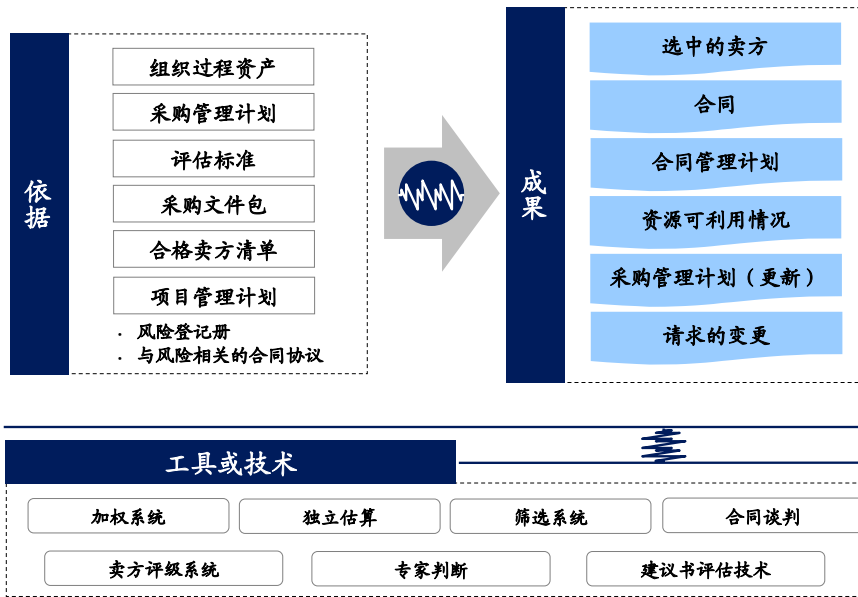 依据
组织过程资产
采购管理计划
评估标准
采购文件包
合格卖方清单
项目管理计划
· 风险登记册
· 与风险相关的合同协议
成果
选中的卖方
合同
合同管理计划
资源可利用情况
采购管理计划（更新）
请求的变更
工具或技术
加权系统
独立估算
筛选系统
合同谈判
卖方评级系统
专家判断
建议书评估技术